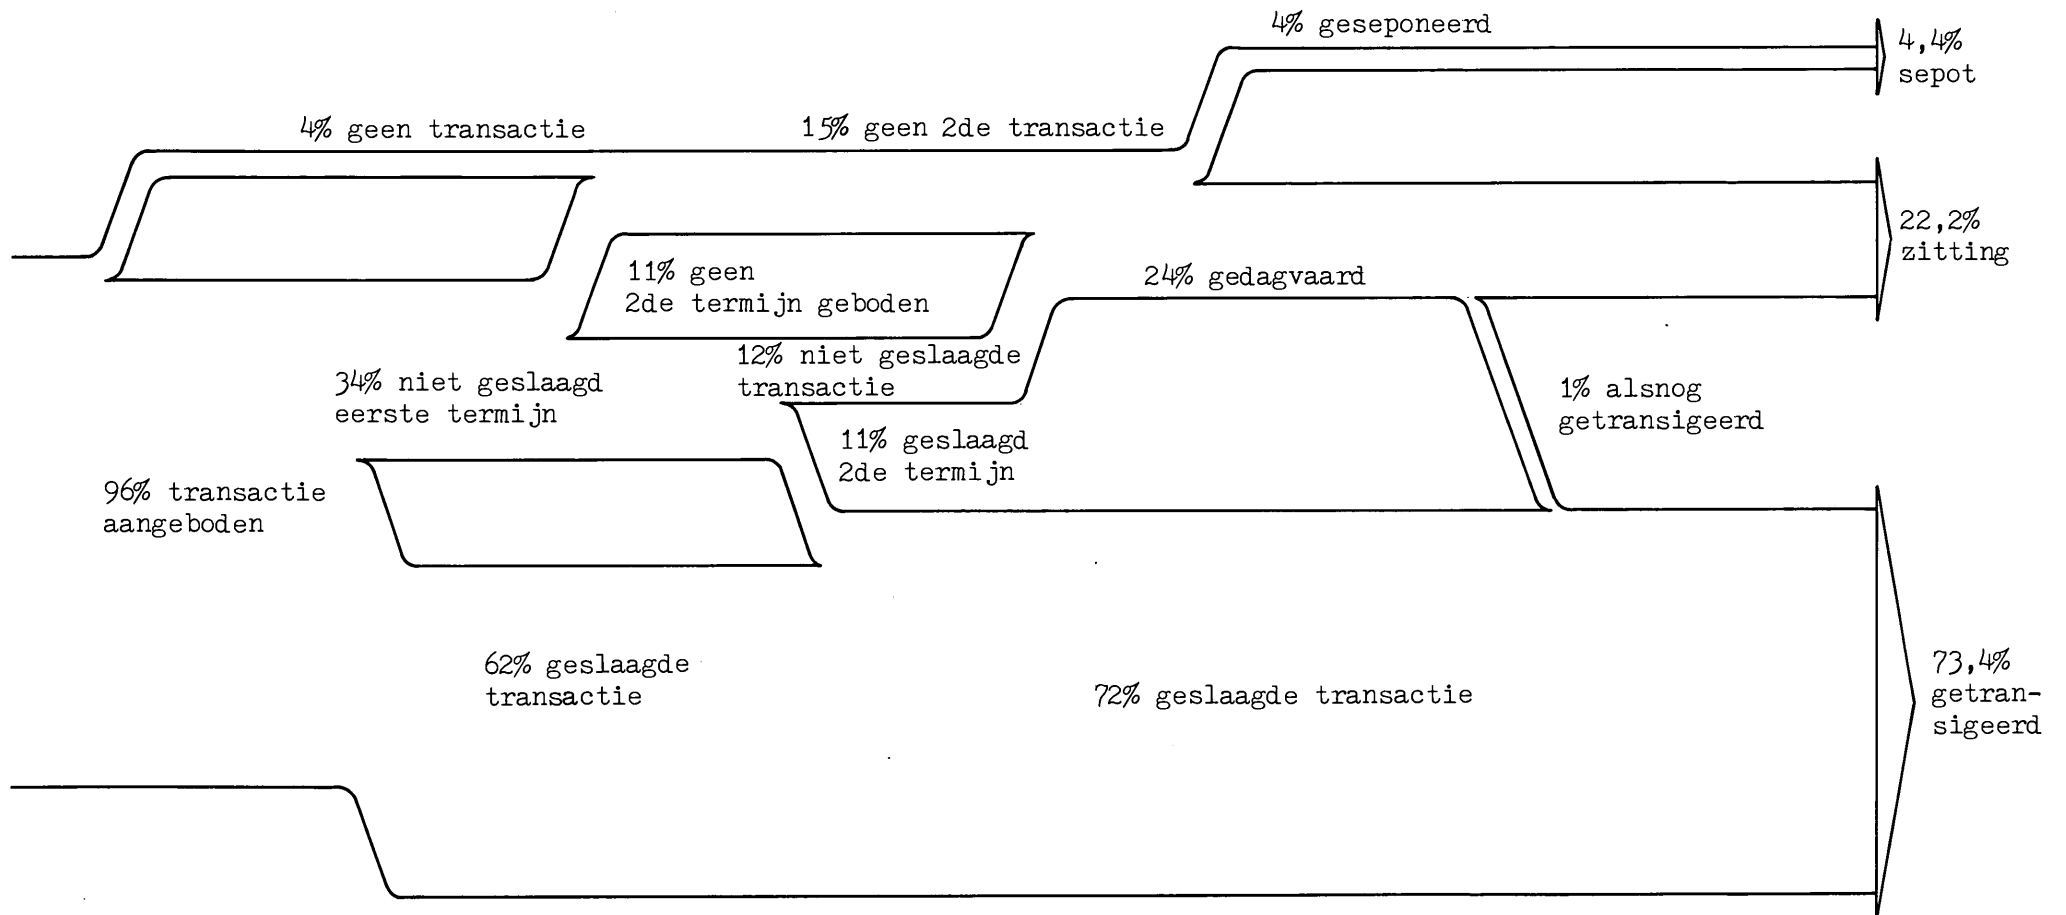 4% geseponeerd
4,4%
sepot
4% geen transactie
15% geen 2de transactie
22,2%
zitting
11% geen
2de termijn geboden
24% gedagvaard
12% niet geslaagde
transactie
34% niet geslaagd
eerste termijn
1% alsnog
getransigeerd
11% geslaagd
2de termijn
96% transactie
aangeboden
62% geslaagde
transactie
72% geslaagde transactie
73,4%
getran-
sigeerd